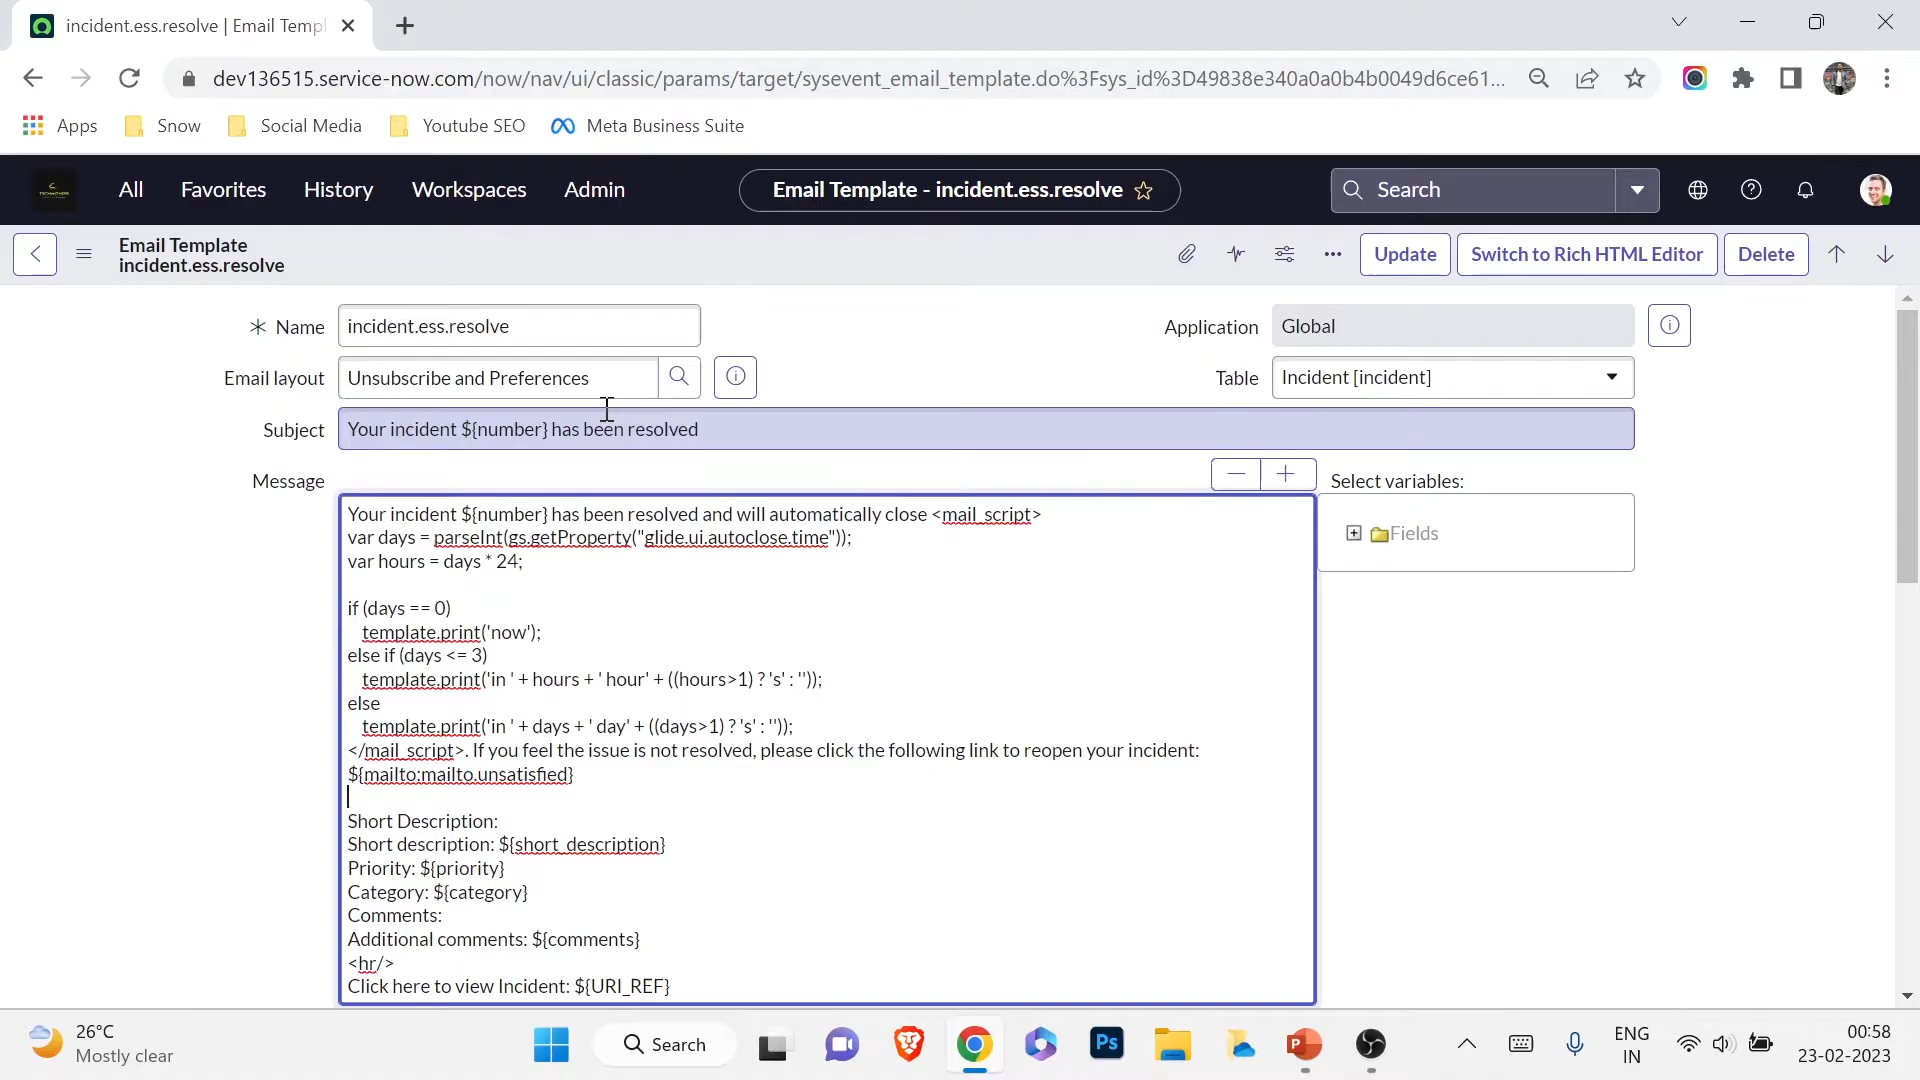 incident.ess.resolve | Email Templ
dev136515.service-now.com/now/nav/ui/classic/params/target/sysevent_email_template.do%3Fsys_id%3D49838e340a0a0b4b0049d6ce61...
Apps
Snow
Social Media
Youtube SEO
Meta Business Suite
All
Favorites
History
Workspaces
Admin
Email Template - incident.ess.resolve
Search
Email Template
incident.ess.resolve
Update
Switch to Rich HTML Editor
Delete
Name
incident.ess.resolve
Application
Global
Email layout
Unsubscribe and Preferences
Table
Incident [incident]
Subject
Your incident ${number} has been resolved
Message
Select variables:
Fields
Your incident ${number} has been resolved and will automatically close <mail_script>
var days = parseInt(gs.getProperty("glide.ui.autoclose.time"));
var hours = days * 24;
if (days == 0)
template.print('now');
else if (days <= 3)
template.print('in ' + hours + ' hour' + ((hours>1) ? 's' : ''));
else
template.print('in ' + days + ' day' + ((days>1) ? 's' : ''));
</mail_script>. If you feel the issue is not resolved, please click the following link to reopen your incident:
${mailto:mailto.unsatisfied}
Short Description:
Short description: ${short_description}
Priority: ${priority}
Category: ${category}
Comments:
Additional comments: ${comments}
<hr/>
Click here to view Incident: ${URI_REF}
26°C
Mostly clear
Search
Ps
P
ENG
IN
00:58
23-02-2023